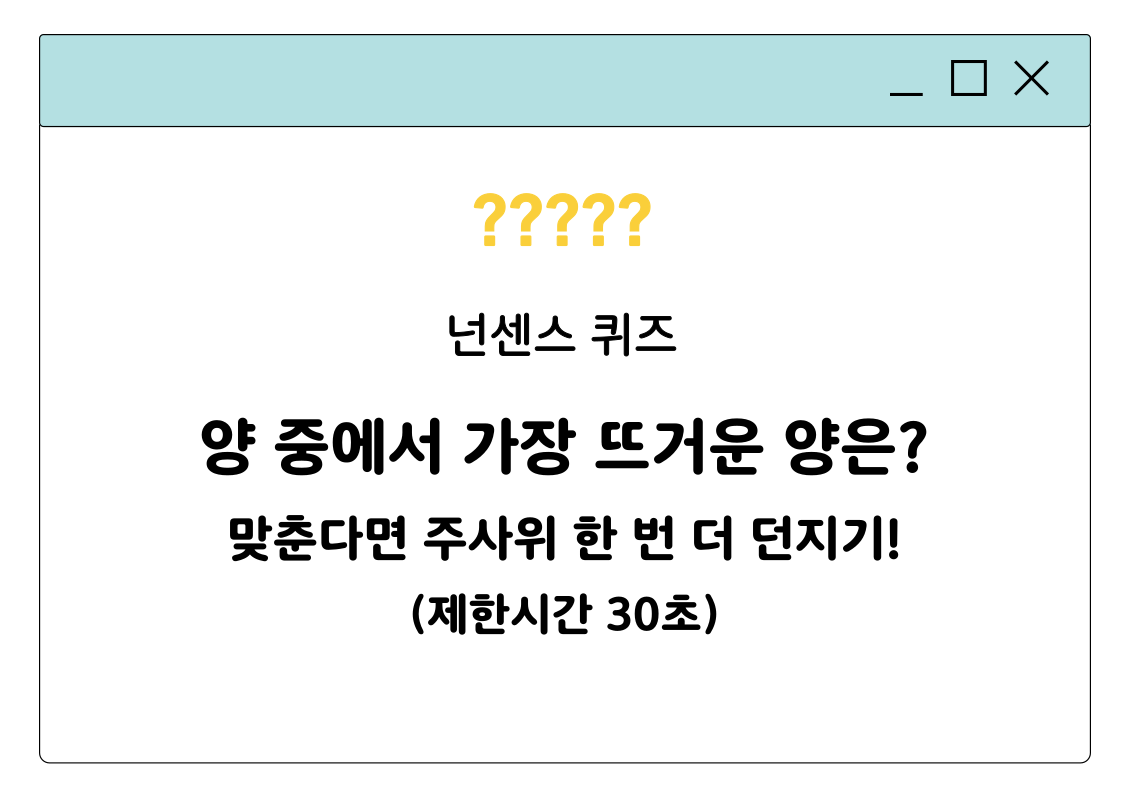 ?????
넌센스 퀴즈
양 중에서 가장 뜨거운 양은?
맞춘다면 주사위 한 번 더 던지기!
(제한시간 30초)